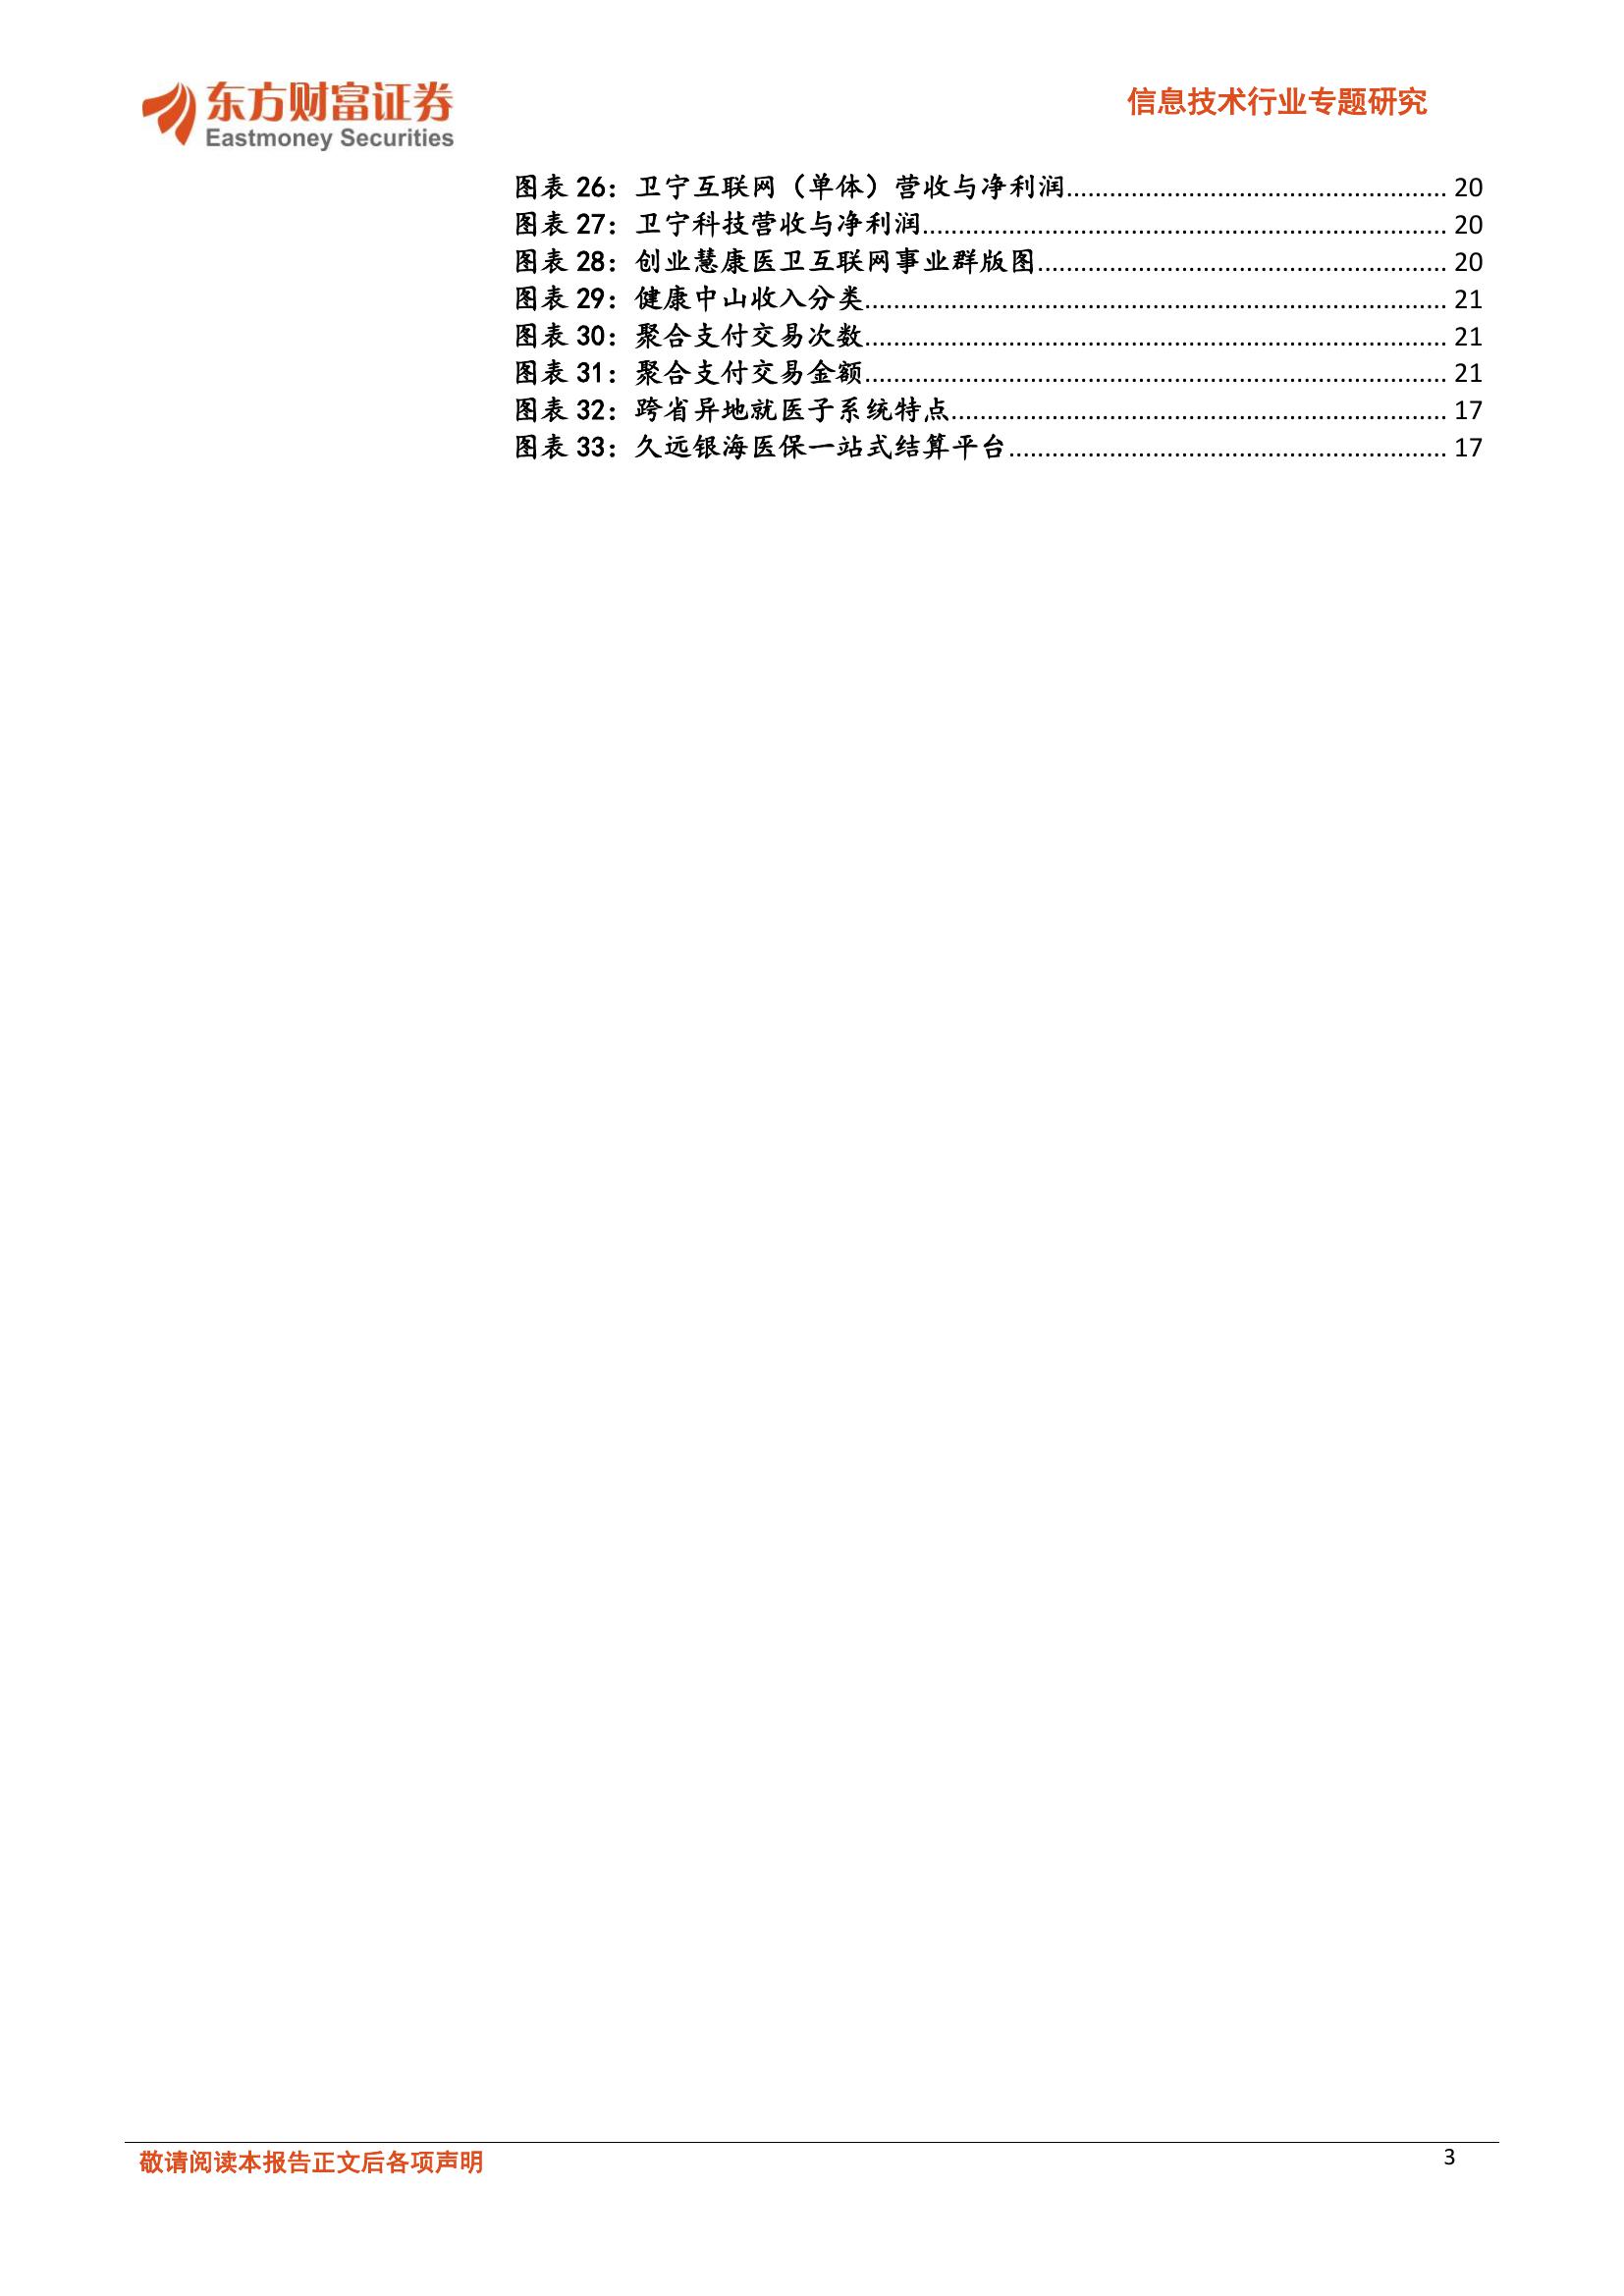 东方财富证券
Eastmoney Securities
信息技术行业专题研究
图表 26：卫宁互联网（单体）营收与净利润..................................................... 20
图表 27：卫宁科技营收与净利润......................................................................... 20
图表 28：创业慧康医卫互联网事业群版图......................................................... 20
图表 29：健康中山收入分类................................................................................. 21
图表 30：聚合支付交易次数................................................................................. 21
图表 31：聚合支付交易金额................................................................................. 21
图表 32：跨省异地就医子系统特点..................................................................... 17
图表 33：久远银海医保一站式结算平台............................................................. 17
敬请阅读本报告正文后各项声明
3